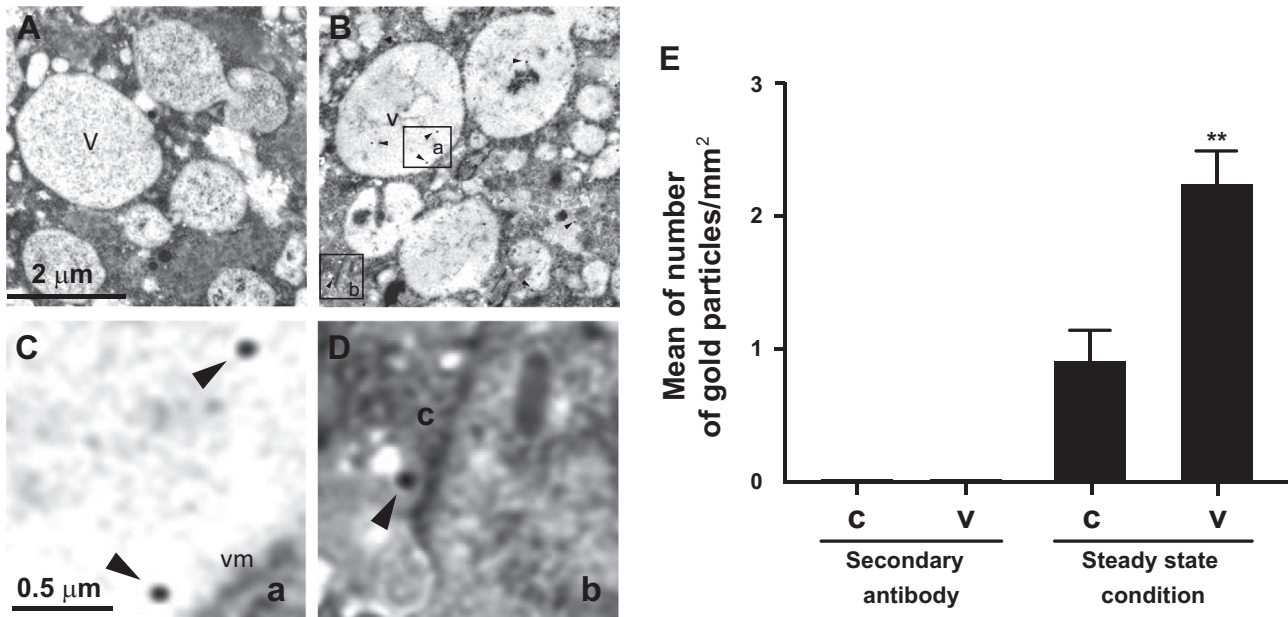 A
V
2 μm
B
v
a
b
C
vm
0.5 μm
a
D
c
b
E
Mean of number
of gold particles/mm²
3
2
1
0
**
c v c v
Secondary
antibody
Steady state
condition